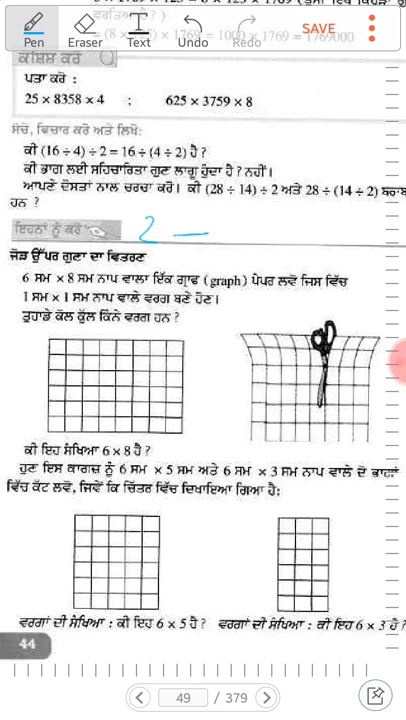 Pen Eraser Text Undo Redo SAVE
1000 × 1769 = 1769000
ਕੋਸ਼ਿਸ਼ ਕਰੋ
ਪਤਾ ਕਰੋ :
25 × 8358 × 4 ; 625 × 3759 × 8
ਸੋਚੋ, ਵਿਚਾਰ ਕਰੋ ਅਤੇ ਲਿਖੋ:
ਕੀ (16 ÷ 4) ÷ 2 = 16 ÷ (4 ÷ 2) ਹੈ ?
ਕੀ ਭਾਗ ਲਈ ਸਹਿਚਾਰਿਤਾ ਗੁਣ ਲਾਗੂ ਹੁੰਦਾ ਹੈ ? ਨਹੀਂ।
ਆਪਣੇ ਦੋਸਤਾਂ ਨਾਲ ਚਰਚਾ ਕਰੋ। ਕੀ (28 ÷ 14) ÷ 2 ਅਤੇ 28 ÷ (14 ÷ 2)
ਹਨ ?
ਇਹਨਾਂ ਨੂੰ ਕਰੋ 2 —
ਜੋੜ ਉੱਪਰ ਗੁਣਾ ਦਾ ਵਿਤਰਣ
6 ਸਮ × 8 ਸਮ ਨਾਪ ਵਾਲਾ ਇੱਕ ਗ੍ਰਾਫ (graph) ਪੇਪਰ ਲਵੋ ਜਿਸ ਵਿੱਚ
1 ਸਮ × 1 ਸਮ ਨਾਪ ਵਾਲੇ ਵਰਗ ਬਣੇ ਹੋਣ।
ਤੁਹਾਡੇ ਕੋਲ ਕੁੱਲ ਕਿੰਨੇ ਵਰਗ ਹਨ ?
ਕੀ ਇਹ ਸੰਖਿਆ 6 × 8 ਹੈ ?
ਹੁਣ ਇਸ ਕਾਗਜ਼ ਨੂੰ 6 ਸਮ × 5 ਸਮ ਅਤੇ 6 ਸਮ × 3 ਸਮ ਨਾਪ ਵਾਲੇ ਦੋ ਭਾਗਾਂ
ਵਿੱਚ ਕੱਟ ਲਵੋ, ਜਿਵੇਂ ਕਿ ਚਿੱਤਰ ਵਿੱਚ ਦਿਖਾਇਆ ਗਿਆ ਹੈ:
ਵਰਗਾਂ ਦੀ ਸੰਖਿਆ : ਕੀ ਇਹ 6 × 5 ਹੈ ? ਵਰਗਾਂ ਦੀ ਸੰਖਿਆ : ਕੀ ਇਹ 6 × 3 ਹੈ ?
44
49 / 379